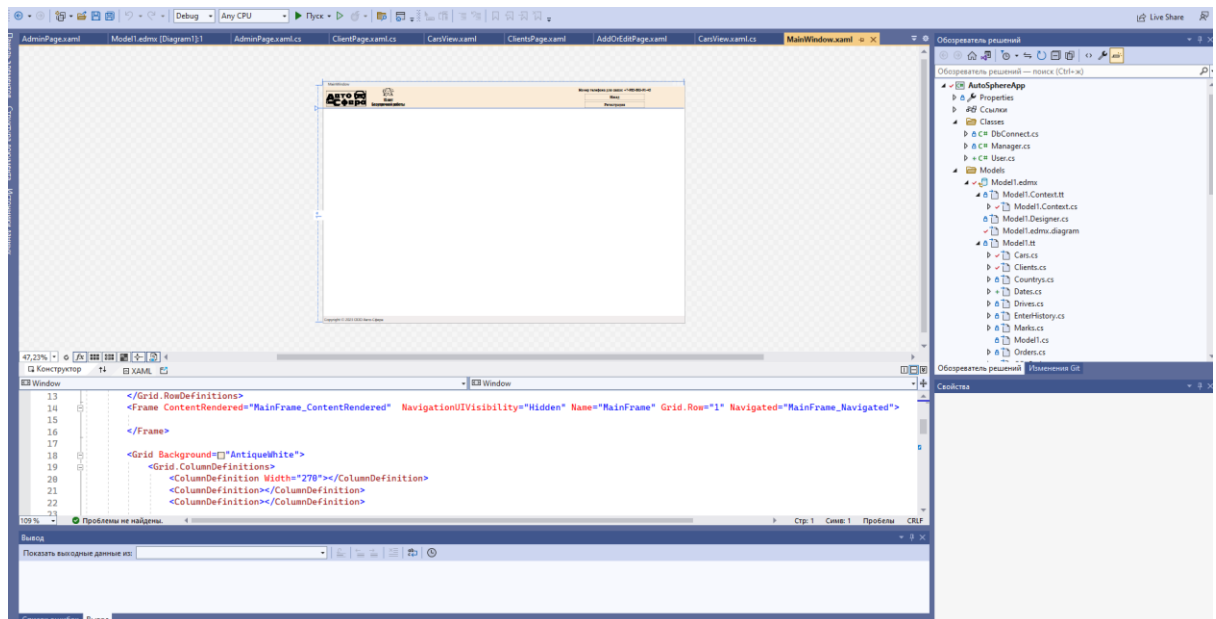 Debug Any CPU Пуск Live Share
AdminPage.xaml Model1.edmx [Diagram1]:1 AdminPage.xaml.cs ClientPage.xaml.cs CarsView.xaml ClientsPage.xaml AddOrEditPage.xaml CarsView.xaml.cs MainWindow.xaml
Авто
Сфера
47,23% fx
Конструктор XAML
Window Window
13 </Grid.RowDefinitions>
14 <Frame ContentRendered="MainFrame_ContentRendered" NavigationUIVisibility="Hidden" Name="MainFrame" Grid.Row="1" Navigated="MainFrame_Navigated">
15
16 </Frame>
17
18 <Grid Background="AntiqueWhite">
19 <Grid.ColumnDefinitions>
20 <ColumnDefinition Width="270"></ColumnDefinition>
21 <ColumnDefinition></ColumnDefinition>
22 <ColumnDefinition></ColumnDefinition>
23
109 % Проблемы не найдены. Стр: 1 Симв: 1 Пробелы CRLF
Вывод
Показать выходные данные из:
Вывод
Обозреватель решений
Обозреватель решений — поиск (Ctrl+ж)
AutoSphereApp
Properties
Ссылки
Classes
C# DbConnect.cs
C# Manager.cs
C# User.cs
Models
Model1.edmx
Model1.Context.tt
Model1.Context.cs
Model1.Designer.cs
Model1.edmx.diagram
Model1.tt
Cars.cs
Clients.cs
Countrys.cs
Dates.cs
Drives.cs
EnterHistory.cs
Marks.cs
Model1.cs
Orders.cs
Обозреватель решений Изменения Git
Свойства